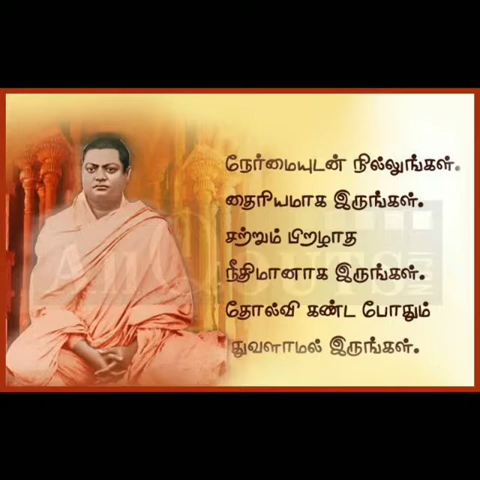 நேர்மையுடன் நில்லுங்கள்.
தைரியமாக இருங்கள்.
சற்றும் பிறழாத
நீதிமானாக இருங்கள்.
தோல்வி கண்ட போதும்
துவளாமல் இருங்கள்.